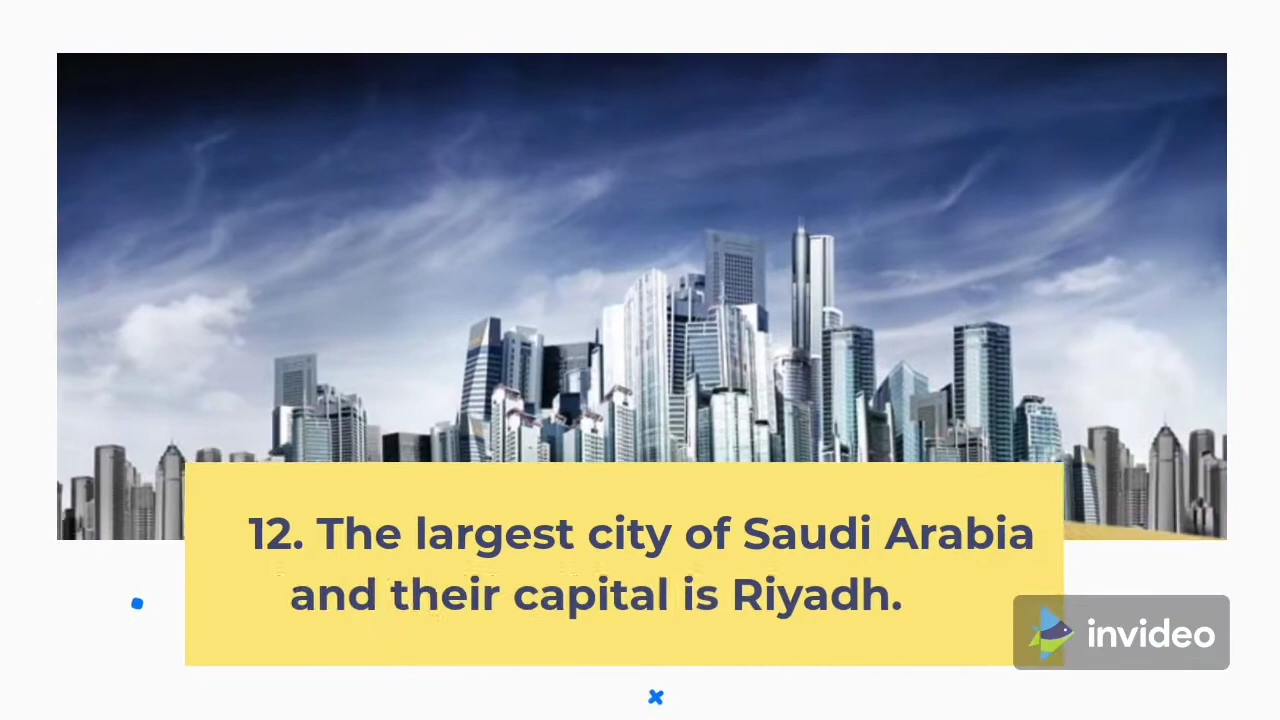 12. The largest city of Saudi Arabia
and their capital is Riyadh.
invideo